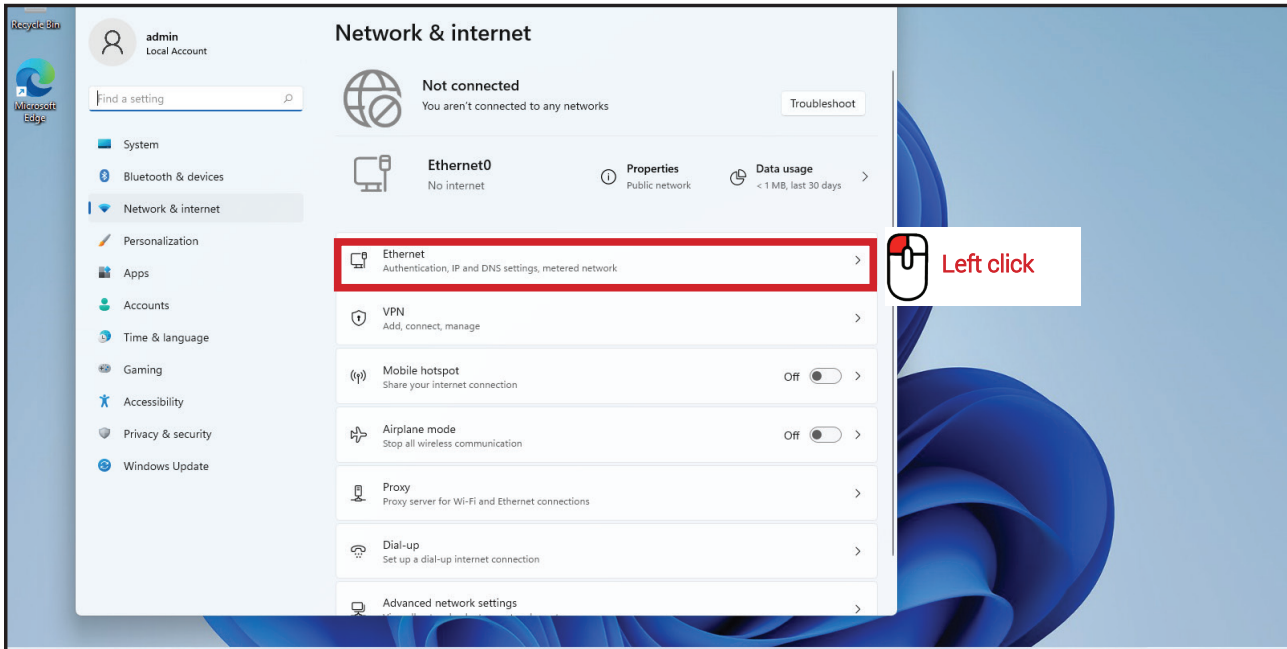 Recycle Bin
Microsoft
Edge
admin
Local Account
Find a setting
System
Bluetooth & devices
Network & internet
Personalization
Apps
Accounts
Time & language
Gaming
Accessibility
Privacy & security
Windows Update
Network & internet
Not connected
You aren't connected to any networks
Troubleshoot
Ethernet0
No internet
Properties
Public network
Data usage
< 1 MB, last 30 days
Ethernet
Authentication, IP and DNS settings, metered network
Left click
VPN
Add, connect, manage
Mobile hotspot
Share your internet connection
Off
Airplane mode
Stop all wireless communication
Off
Proxy
Proxy server for Wi-Fi and Ethernet connections
Dial-up
Set up a dial-up internet connection
Advanced network settings